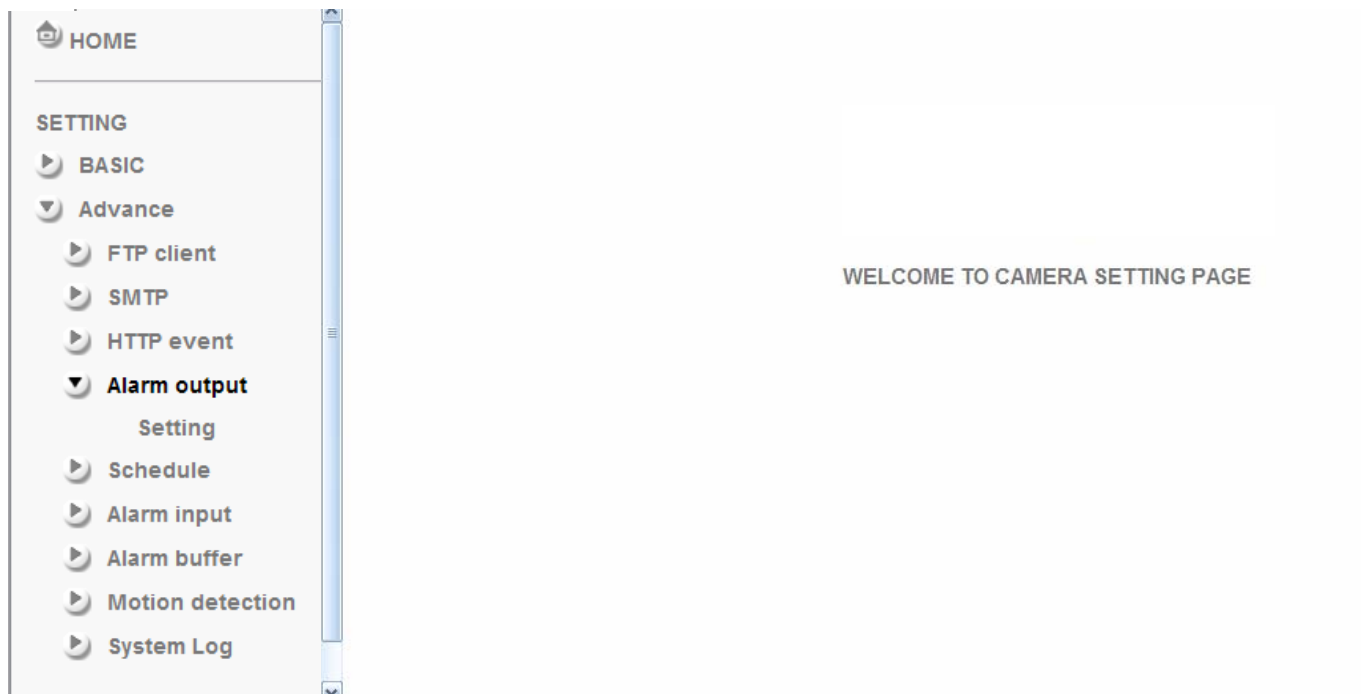 HOME
SETTING
BASIC
Advance
FTP client
SMTP
HTTP event
Alarm output
Setting
Schedule
Alarm input
Alarm buffer
Motion detection
System Log
WELCOME TO CAMERA SETTING PAGE